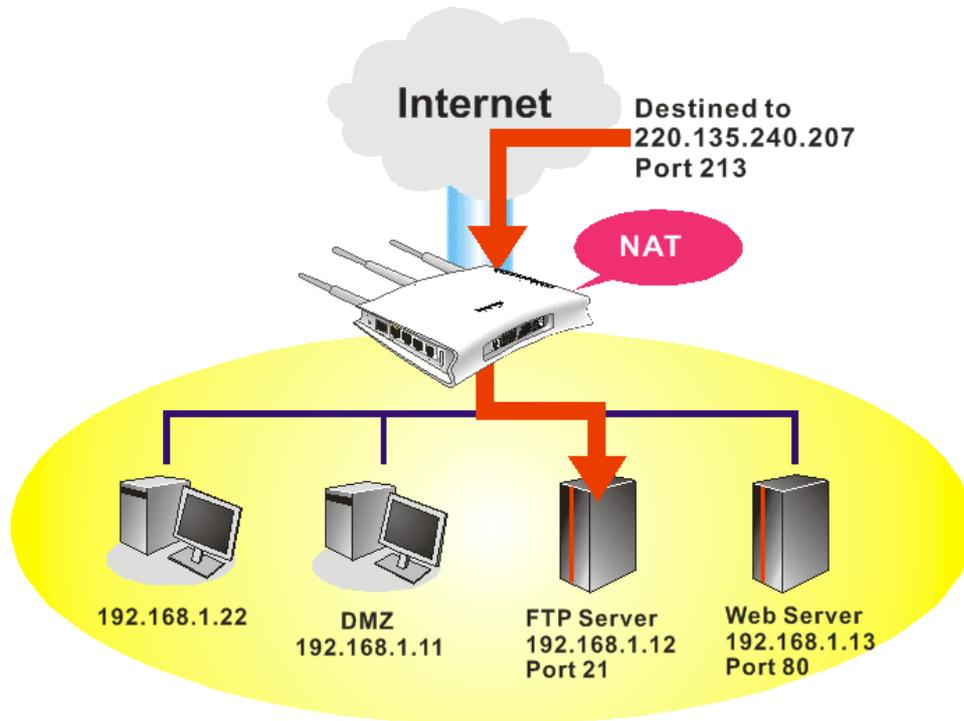 Internet
Destined to
220.135.240.207
Port 213
NAT
192.168.1.22
DMZ
192.168.1.11
FTP Server
192.168.1.12
Port 21
Web Server
192.168.1.13
Port 80